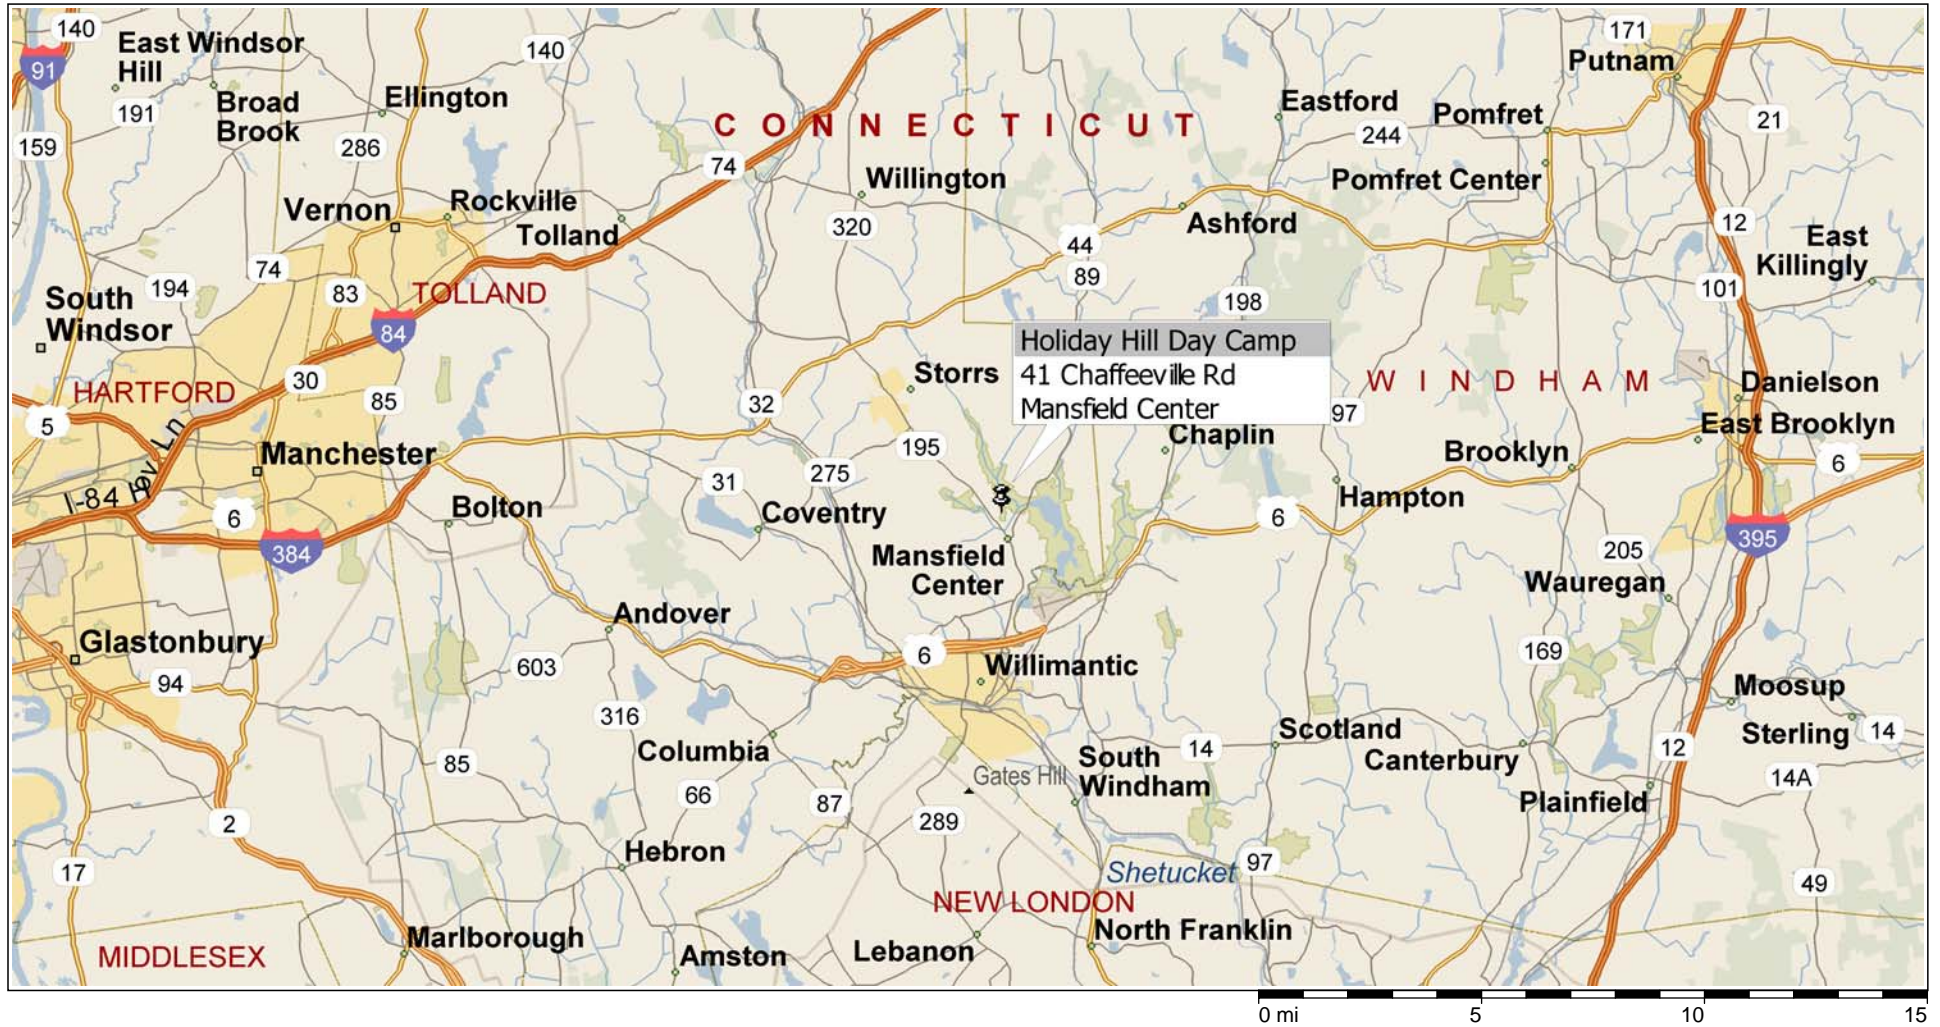 140
East Windsor
Hill
91
191
Broad
Brook
Ellington
140
159
286
CONNECTICUT
74
Willington
Eastford
244
Pomfret
171
Putnam
21
Pomfret Center
Vernon
Rockville
Tolland
320
44
89
Ashford
12
East
Killingly
101
194
74
83
TOLLAND
198
South
Windsor
84
Holiday Hill Day Camp
41 Chaffeeville Rd
Mansfield Center
HARTFORD
30
85
5
Storrs
32
195
97
WINDHAM
Danielson
East Brooklyn
Chaplin
Brooklyn
6
Manchester
I-84 Hov Ln
6
384
Bolton
31
275
Coventry
Mansfield
Center
6
Hampton
205
395
Wauregan
Andover
Glastonbury
94
603
6
Willimantic
169
Moosup
Sterling
14
316
Columbia
85
66
87
Gates Hill
289
South
Windham
14
Scotland
Canterbury
12
14A
Plainfield
2
17
Hebron
Shetucket
97
49
NEW LONDON
North Franklin
Lebanon
MIDDLESEX
Marlborough
Amston
0 mi
5
10
15